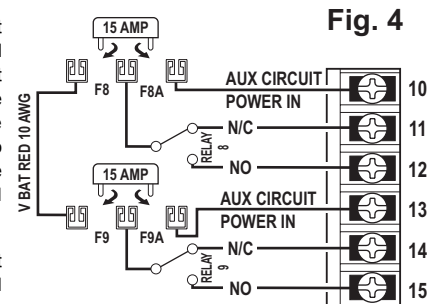 Fig. 4
15 AMP
F8
F8A
AUX CIRCUIT
POWER IN
10
V BAT RED 10 AWG
N/C
11
RELAY
8
NO
12
15 AMP
F9
F9A
AUX CIRCUIT
POWER IN
13
N/C
14
RELAY
9
NO
15